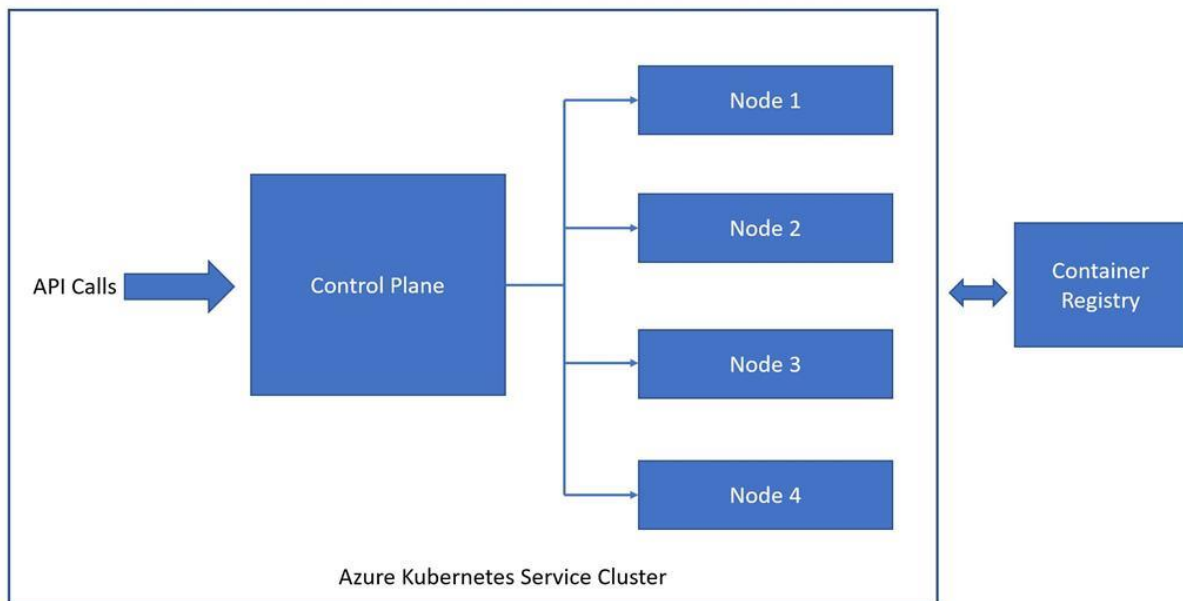 Node 1
Node 2
API Calls
Control Plane
Container
Registry
Node 3
Node 4
Azure Kubernetes Service Cluster